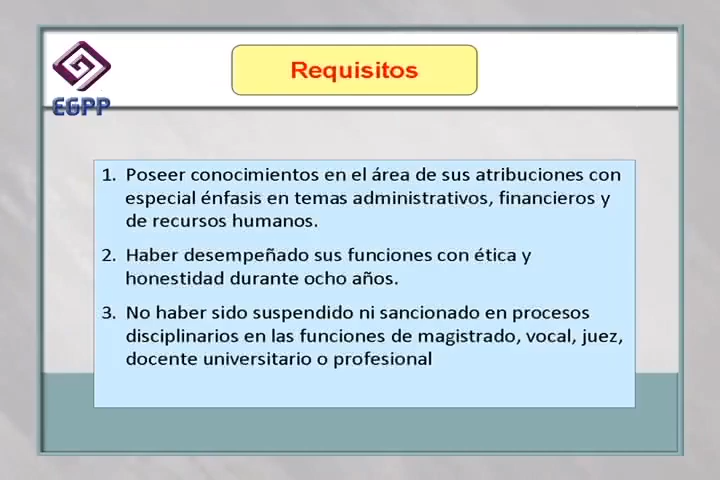 Requisitos
EGPP
1. Poseer conocimientos en el área de sus atribuciones con
especial énfasis en temas administrativos, financieros y
de recursos humanos.
2. Haber desempeñado sus funciones con ética y
honestidad durante ocho años.
3. No haber sido suspendido ni sancionado en procesos
disciplinarios en las funciones de magistrado, vocal, juez,
docente universitario o profesional